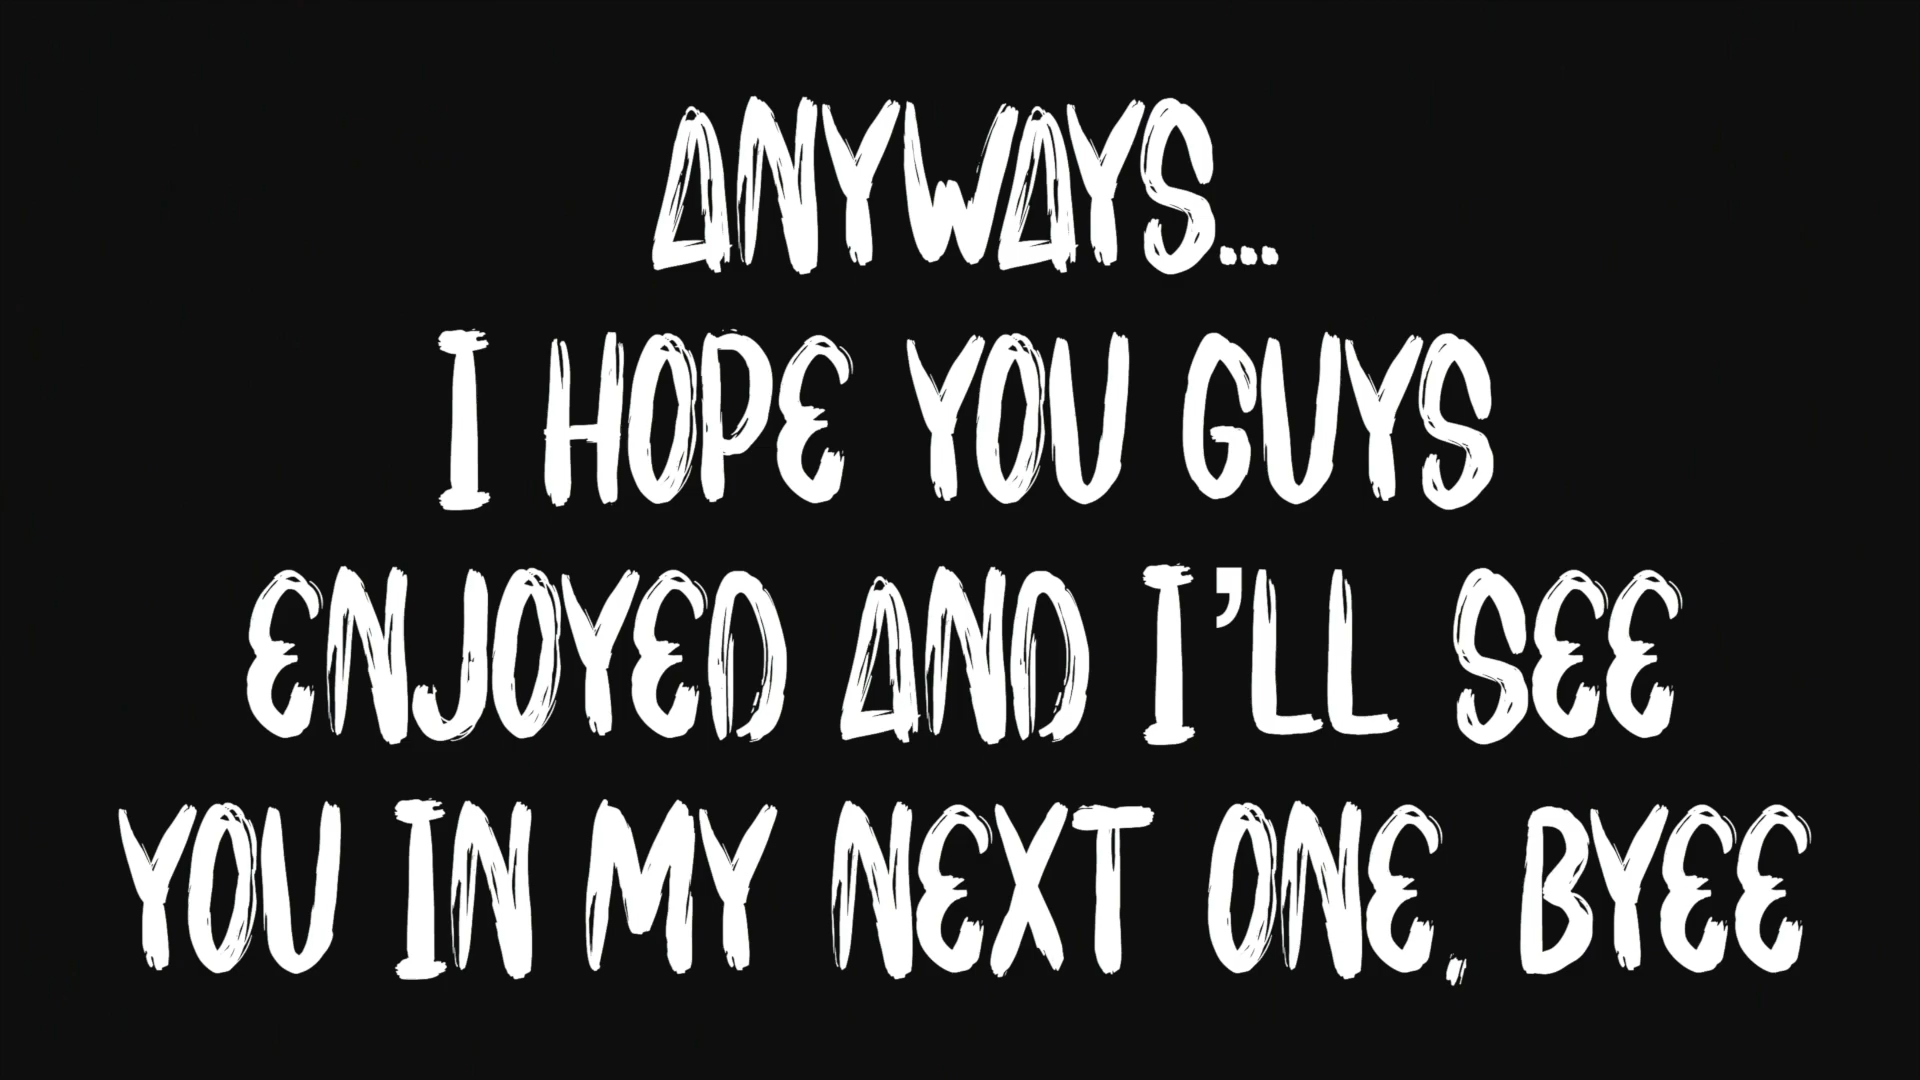 ANYWAYS...
I HOPE YOU GUYS
ENJOYED AND I'LL SEE
YOU IN MY NEXT ONE, BYEE